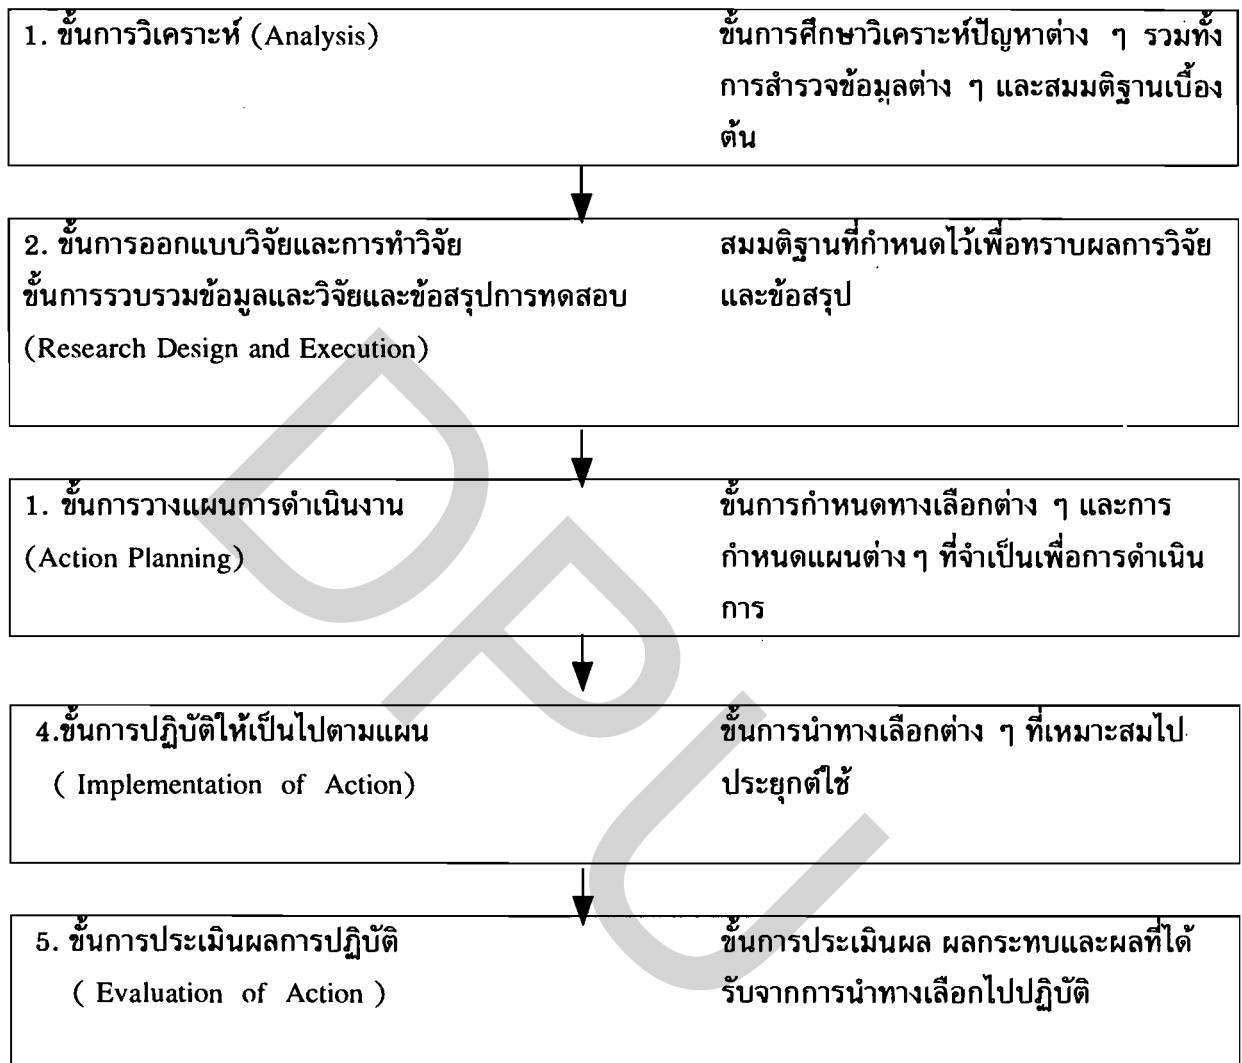 1. ขั้นการวิเคราะห์ (Analysis)
ขั้นการศึกษาวิเคราะห์ปัญหาต่าง ๆ รวมทั้ง
การสำรวจข้อมูลต่าง ๆ และสมมติฐานเบื้อง
ต้น
2. ขั้นการออกแบบวิจัยและการทำวิจัย
ขั้นการรวบรวมข้อมูลและวิจัยและข้อสรุปการทดสอบ
(Research Design and Execution)
สมมติฐานที่กำหนดไว้เพื่อทราบผลการวิจัย
และข้อสรุป
1. ขั้นการวางแผนการดำเนินงาน
(Action Planning)
ขั้นการกำหนดทางเลือกต่าง ๆ และการ
กำหนดแผนต่าง ๆ ที่จำเป็นเพื่อการดำเนิน
การ
4.ขั้นการปฏิบัติให้เป็นไปตามแผน
( Implementation of Action)
ขั้นการนำทางเลือกต่าง ๆ ที่เหมาะสมไป
ประยุกต์ใช้
5. ขั้นการประเมินผลการปฏิบัติ
( Evaluation of Action )
ขั้นการประเมินผล ผลกระทบและผลที่ได้
รับจากการนำทางเลือกไปปฏิบัติ
DPU